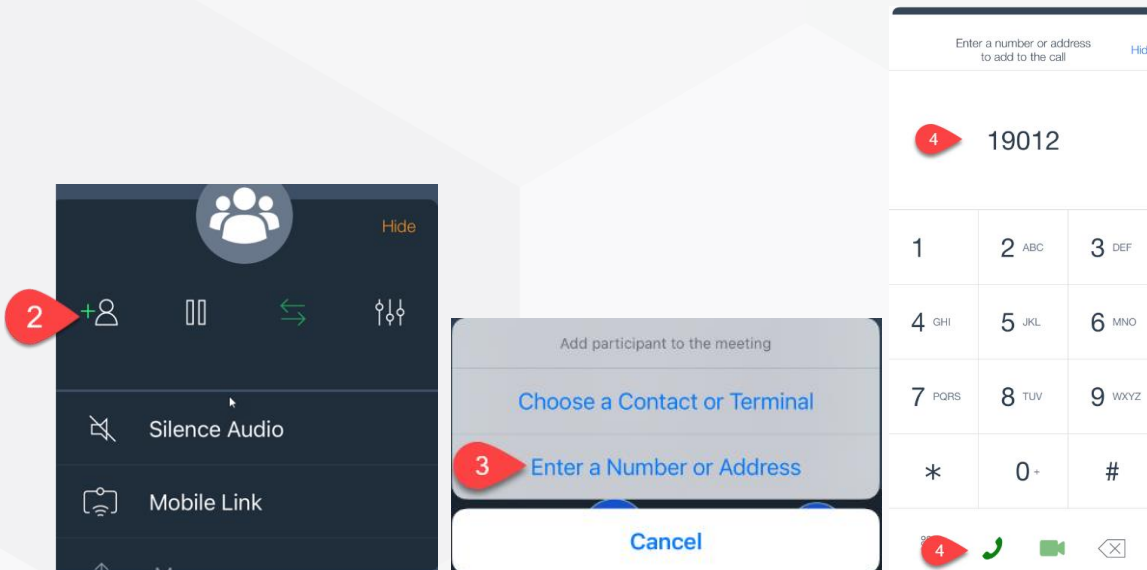 Hide
2
Silence Audio
Mobile Link
Add participant to the meeting
Choose a Contact or Terminal
3
Enter a Number or Address
Cancel
Enter a number or address
to add to the call
4
19012
1
2 ABC
3 DEF
4 GHI
5 JKL
6 MNO
7 PQRS
8 TUV
9 WXYZ
*
0 +
#
4